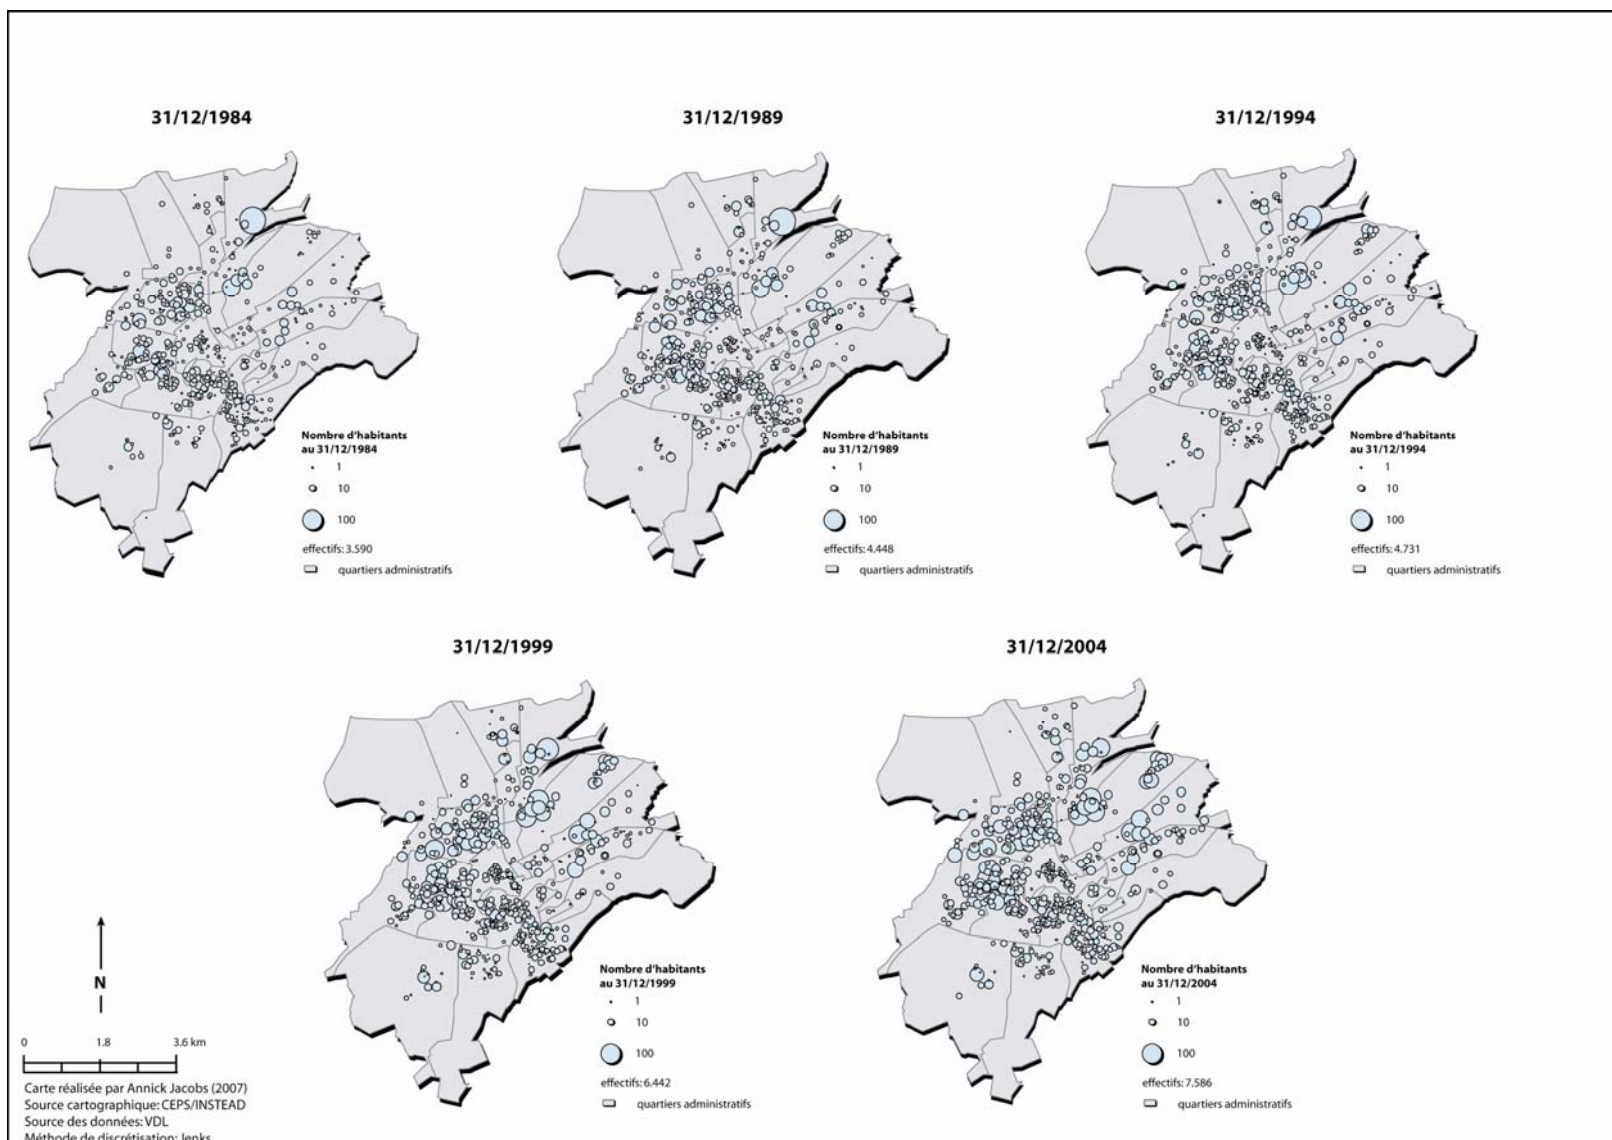 31/12/1984
31/12/1989
31/12/1994
Nombre d'habitants
au 31/12/1984
1
10
100
effectifs: 3.590
quartiers administratifs
Nombre d'habitants
au 31/12/1989
1
10
100
effectifs: 4.448
quartiers administratifs
Nombre d'habitants
au 31/12/1994
1
10
100
effectifs: 4.731
quartiers administratifs
31/12/1999
31/12/2004
Nombre d'habitants
au 31/12/1999
1
10
100
effectifs: 6.442
quartiers administratifs
Nombre d'habitants
au 31/12/2004
1
10
100
effectifs: 7.586
quartiers administratifs
N
0 1.8 3.6 km
Carte réalisée par Annick Jacobs (2007)
Source cartographique: CEPS/INSTEAD
Source des données: VDL
Méthode de discrétisation: Jenks